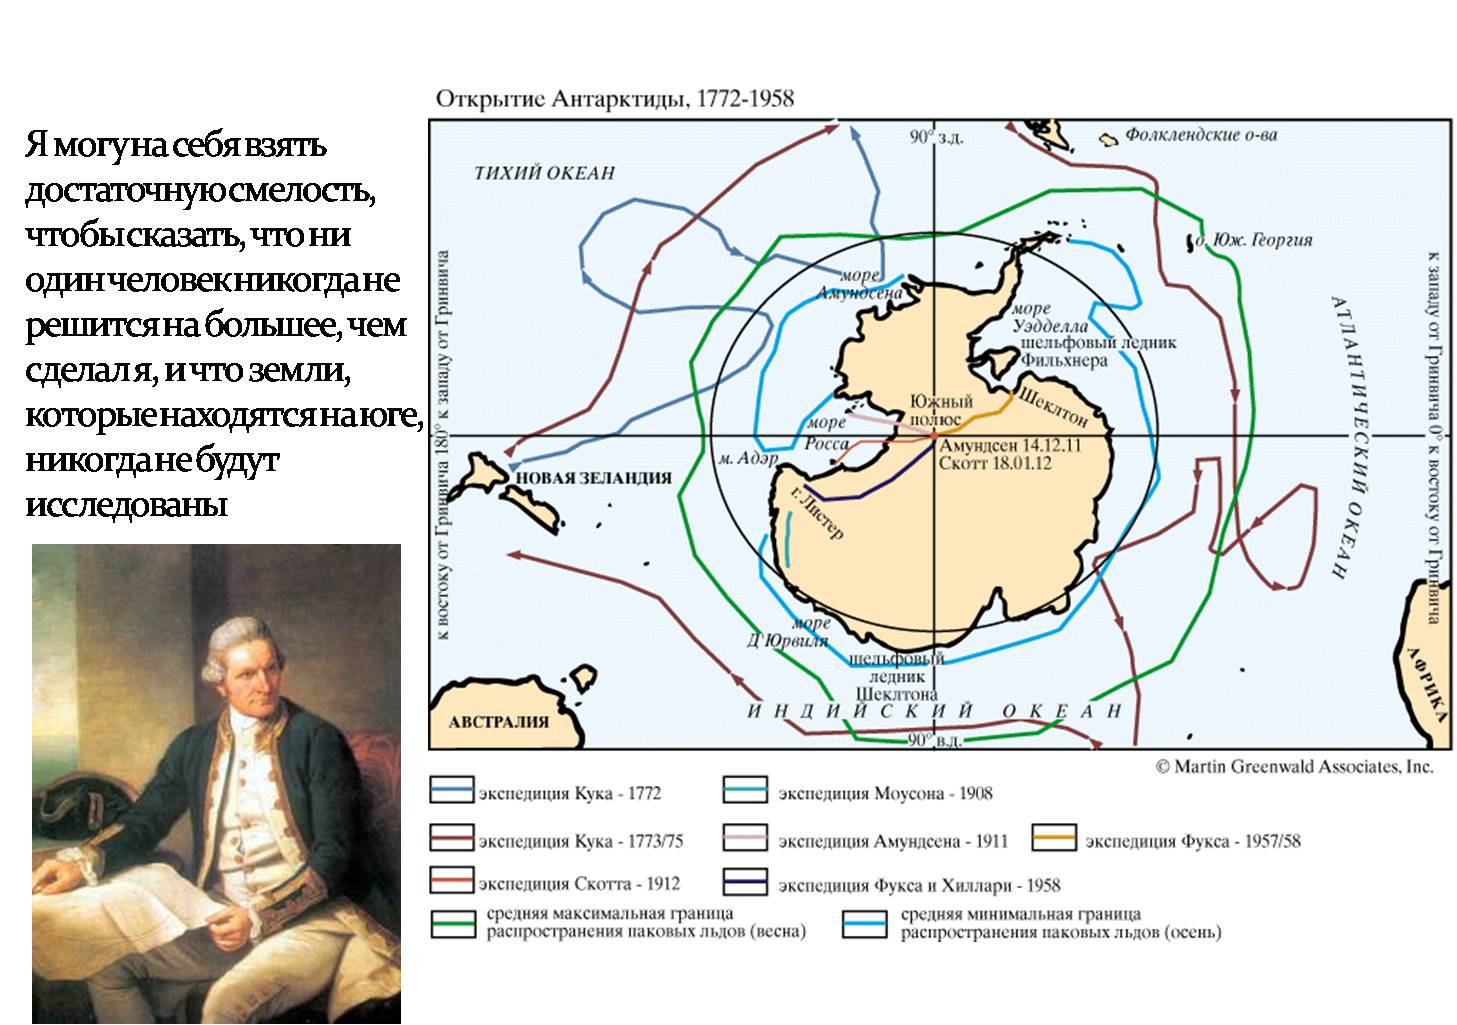 Я могу на себя взять
достаточную смелость,
чтобы сказать, что ни
один человек никогда не
решится на большее, чем
сделал я, и что земли,
которые находятся на юге,
никогда не будут
исследованы
Открытие Антарктиды, 1772-1958
90° з.д.
Фолклендские о-ва
ТИХИЙ ОКЕАН
о. Юж. Георгия
море
Амундсена
море
Уэдделла
шельфовый ледник
Фильхнера
Южный
полюс
Шеклтон
море
Росса
Амундсен 14.12.11
Скотт 18.01.12
м. Адэр
НОВАЯ ЗЕЛАНДИЯ
г. Листер
АТЛАНТИЧЕСКИЙ ОКЕАН
к востоку от Гринвича 180° к западу от Гринвича
к западу от Гринвича 0° к востоку от Гринвича
море
Д'Юрвиля
шельфовый
ледник
Шеклтона
ИНДИЙСКИЙ ОКЕАН
90° в.д.
АВСТРАЛИЯ
АФРИКА
© Martin Greenwald Associates, Inc.
экспедиция Кука - 1772
экспедиция Моусона - 1908
экспедиция Кука - 1773/75
экспедиция Амундсена - 1911
экспедиция Фукса - 1957/58
экспедиция Скотта - 1912
экспедиция Фукса и Хиллари - 1958
средняя максимальная граница
распространения паковых льдов (весна)
средняя минимальная граница
распространения паковых льдов (осень)